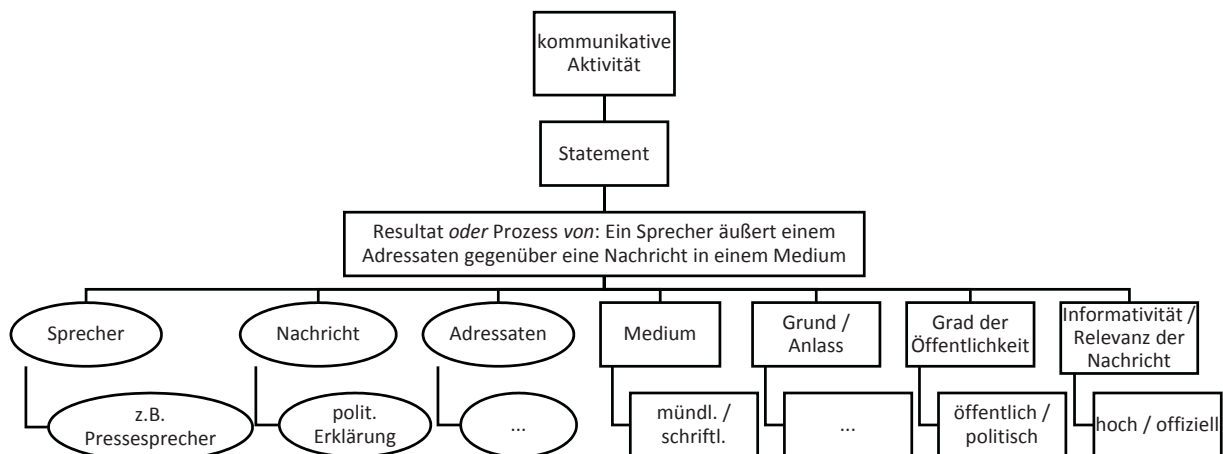 kommunikative
Aktivität
Statement
Resultat oder Prozess von: Ein Sprecher äußert einem
Adressaten gegenüber eine Nachricht in einem Medium
Sprecher
Nachricht
Adressaten
Medium
Grund /
Anlass
Grad der
Öffentlichkeit
Informativität /
Relevanz der
Nachricht
z.B.
Pressesprecher
polit.
Erklärung
...
mündl. /
schriftl.
...
öffentlich /
politisch
hoch / offiziell